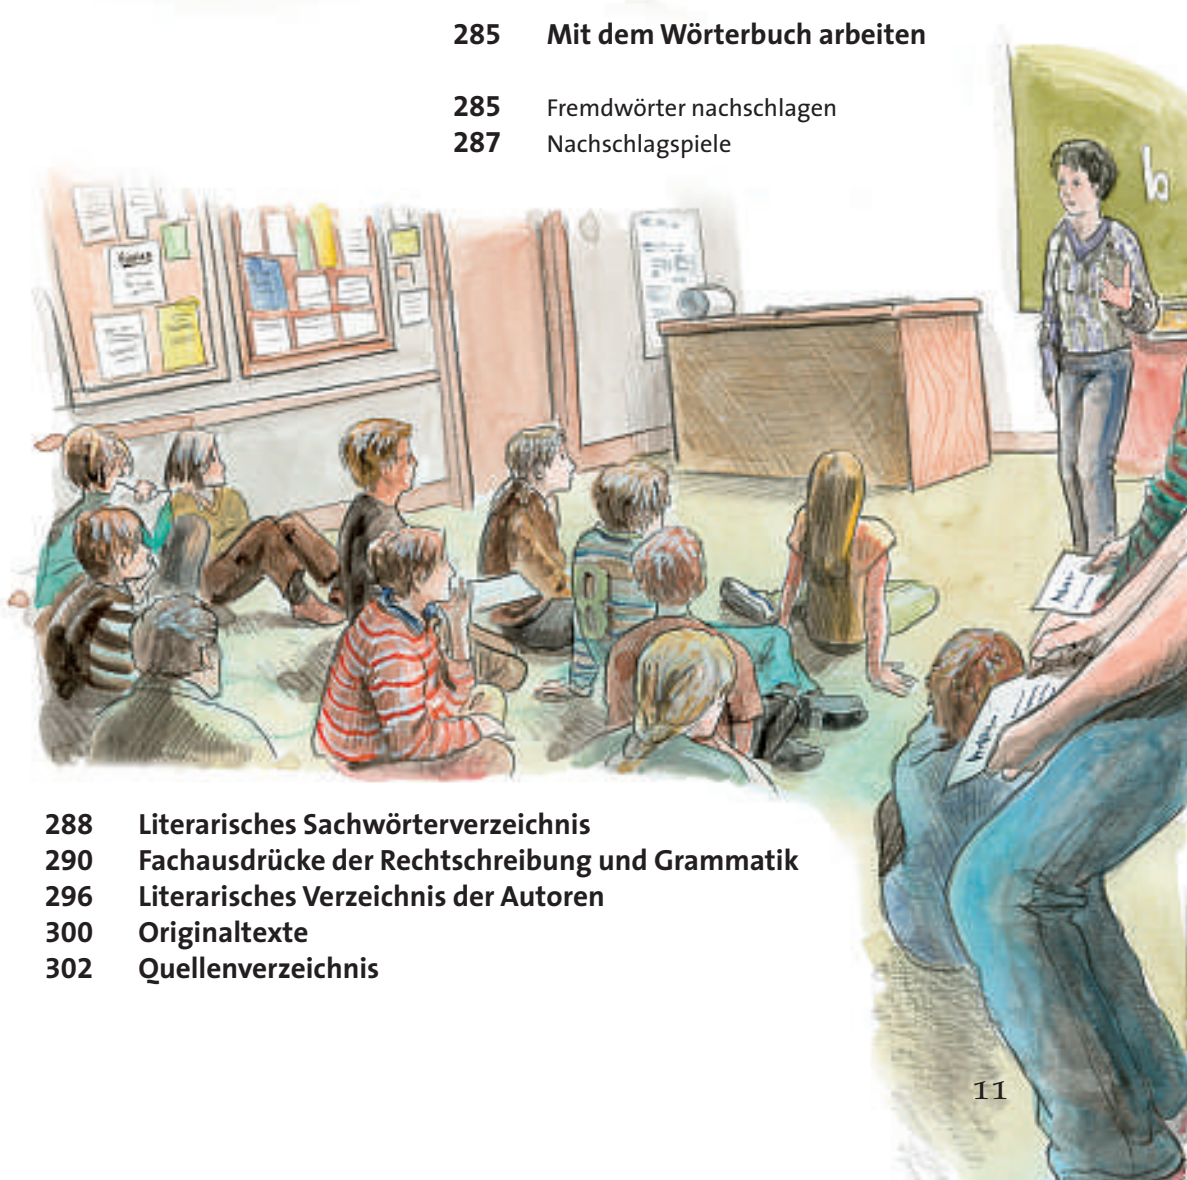 285 Mit dem Wörterbuch arbeiten
285 Fremdwörter nachschlagen
287 Nachschlagspiele
288 Literarisches Sachwörterverzeichnis
290 Fachausdrücke der Rechtschreibung und Grammatik
296 Literarisches Verzeichnis der Autoren
300 Originaltexte
302 Quellenverzeichnis
11